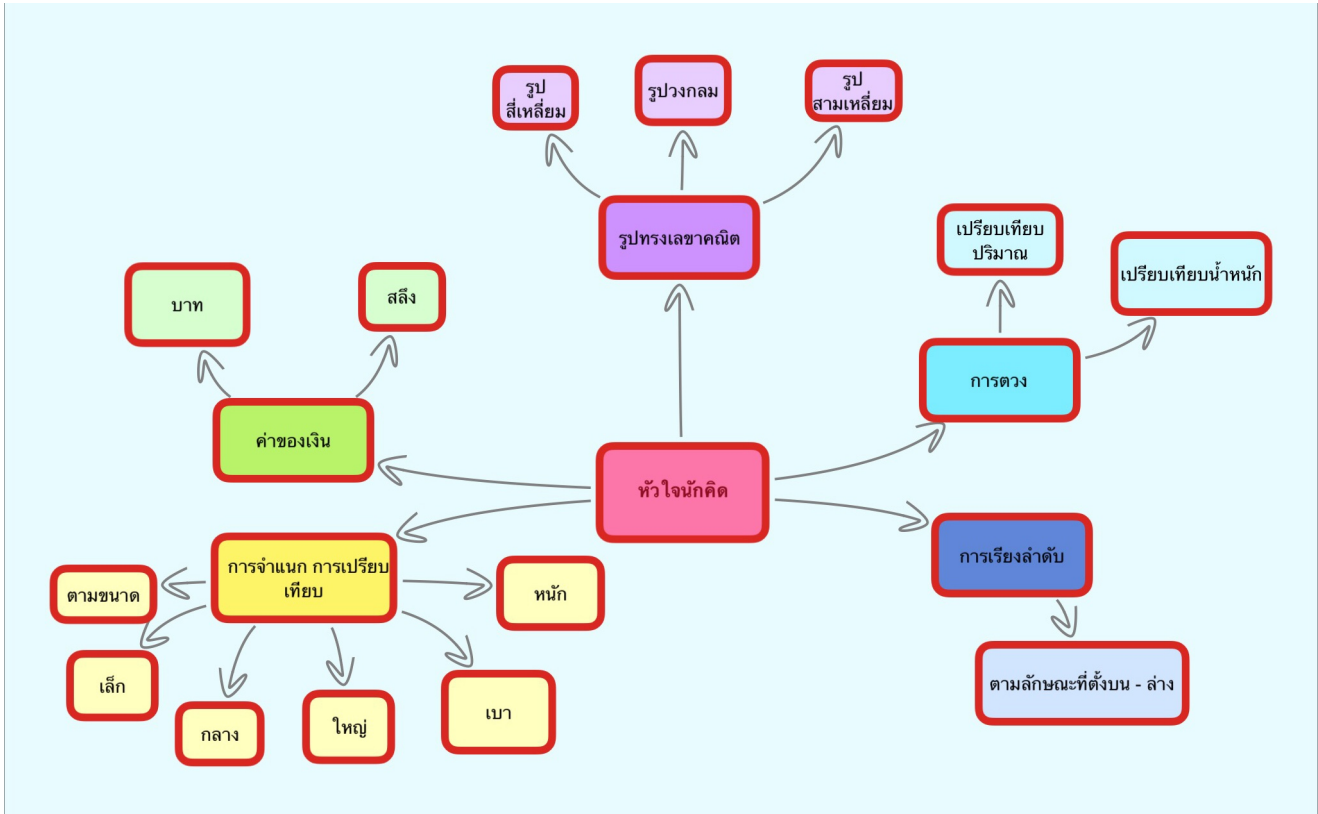 รูป
สี่เหลี่ยม
รูปวงกลม
รูป
สามเหลี่ยม
รูปทรงเลขาคณิต
เปรียบเทียบ
ปริมาณ
เปรียบเทียบน้ำหนัก
บาท
สลึง
การตวง
ค่าของเงิน
หัวใจนักคิด
การเรียงลำดับ
การจำแนก การเปรียบ
เทียบ
ตามขนาด
หนัก
เล็ก
กลาง
ใหญ่
เบา
ตามลักษณะที่ตั้งบน - ล่าง